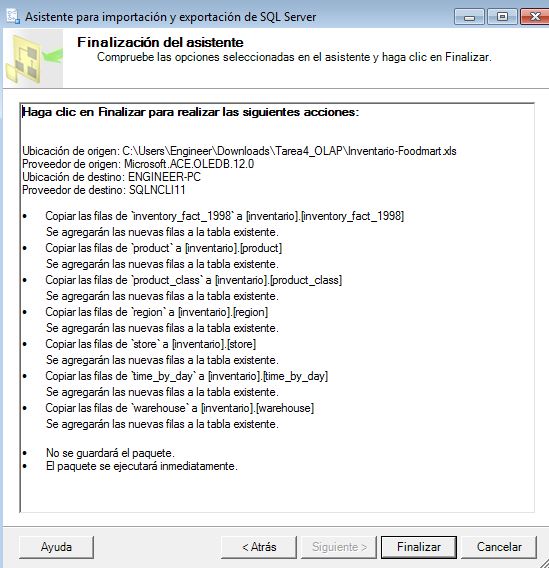 Asistente para importación y exportación de SQL Server
Finalización del asistente
Compruebe las opciones seleccionadas en el asistente y haga clic en Finalizar.
Haga clic en Finalizar para realizar las siguientes acciones:
Ubicación de origen: C:\Users\Engineer\Downloads\Tarea4_OLAP\Inventario-Foodmart.xls
Proveedor de origen: Microsoft.ACE.OLEDB.12.0
Ubicación de destino: ENGINEER-PC
Proveedor de destino: SQLNCLI11
• Copiar las filas de `inventory_fact_1998` a [inventario].[inventory_fact_1998]
Se agregarán las nuevas filas a la tabla existente.
• Copiar las filas de `product` a [inventario].[product]
Se agregarán las nuevas filas a la tabla existente.
• Copiar las filas de `product_class` a [inventario].[product_class]
Se agregarán las nuevas filas a la tabla existente.
• Copiar las filas de `region` a [inventario].[region]
Se agregarán las nuevas filas a la tabla existente.
• Copiar las filas de `store` a [inventario].[store]
Se agregarán las nuevas filas a la tabla existente.
• Copiar las filas de `time_by_day` a [inventario].[time_by_day]
Se agregarán las nuevas filas a la tabla existente.
• Copiar las filas de `warehouse` a [inventario].[warehouse]
Se agregarán las nuevas filas a la tabla existente.
• No se guardará el paquete.
• El paquete se ejecutará inmediatamente.
Ayuda < Atrás Siguiente > Finalizar Cancelar